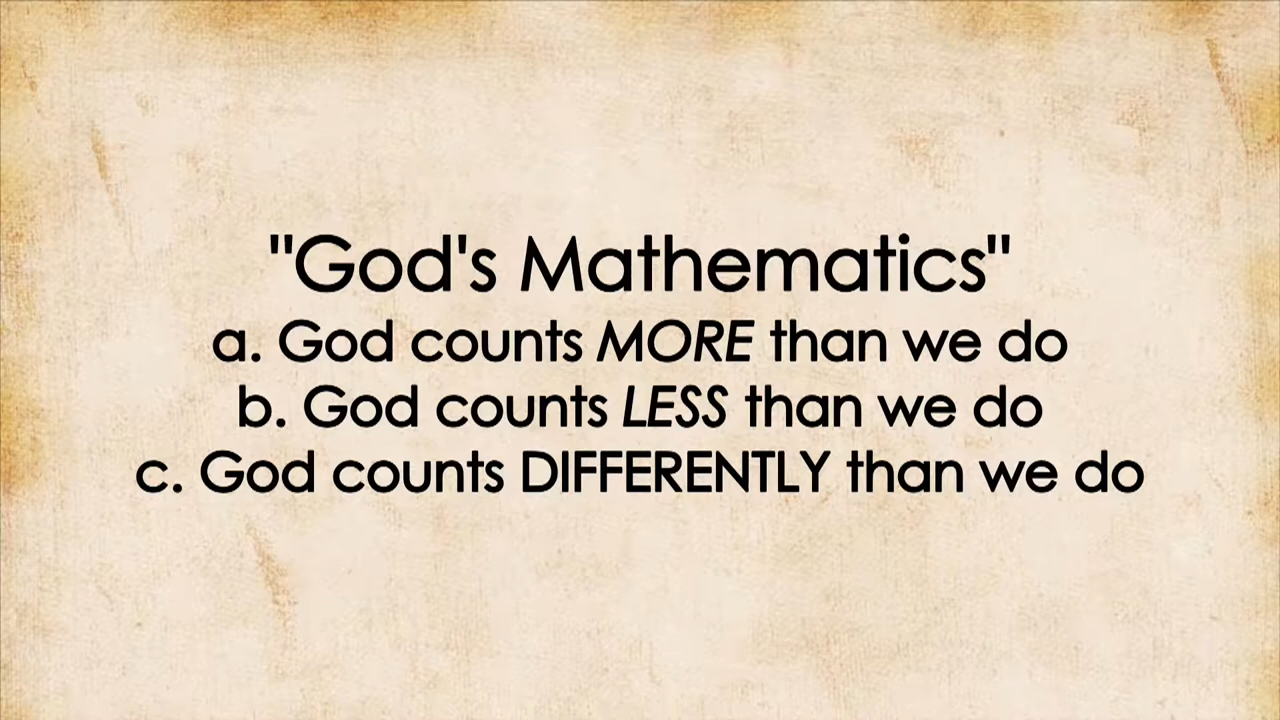 "God's Mathematics"
a. God counts MORE than we do
b. God counts LESS than we do
c. God counts DIFFERENTLY than we do